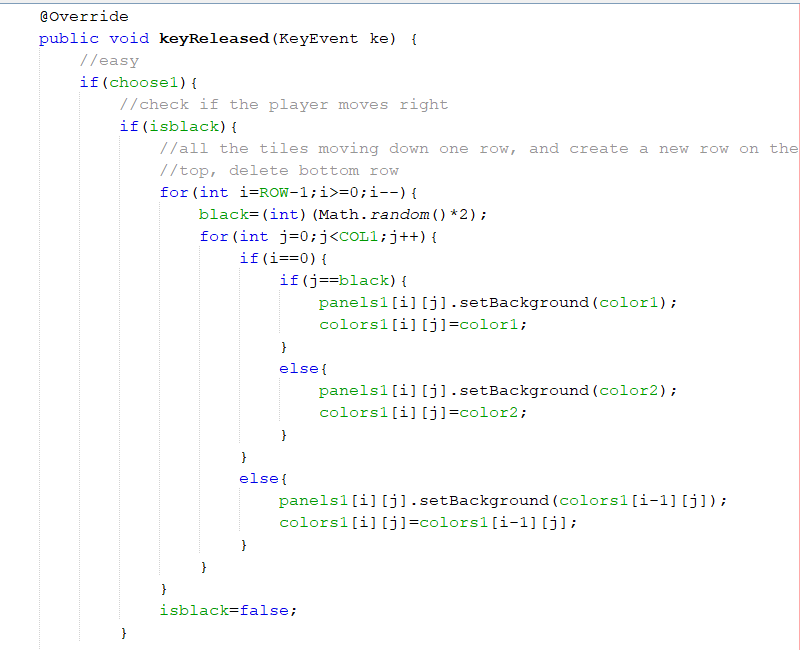 @Override
public void keyReleased(KeyEvent ke) {
    //easy
    if(choose1){
        //check if the player moves right
        if(isblack){
            //all the tiles moving down one row, and create a new row on the
            //top, delete bottom row
            for(int i=ROW-1;i>=0;i--){
                black=(int)(Math.random()*2);
                for(int j=0;j<COL1;j++){
                    if(i==0){
                        if(j==black){
                            panels1[i][j].setBackground(color1);
                            colors1[i][j]=color1;
                        }
                        else{
                            panels1[i][j].setBackground(color2);
                            colors1[i][j]=color2;
                        }
                    }
                    else{
                        panels1[i][j].setBackground(colors1[i-1][j]);
                        colors1[i][j]=colors1[i-1][j];
                    }
                }
            }
            isblack=false;
        }